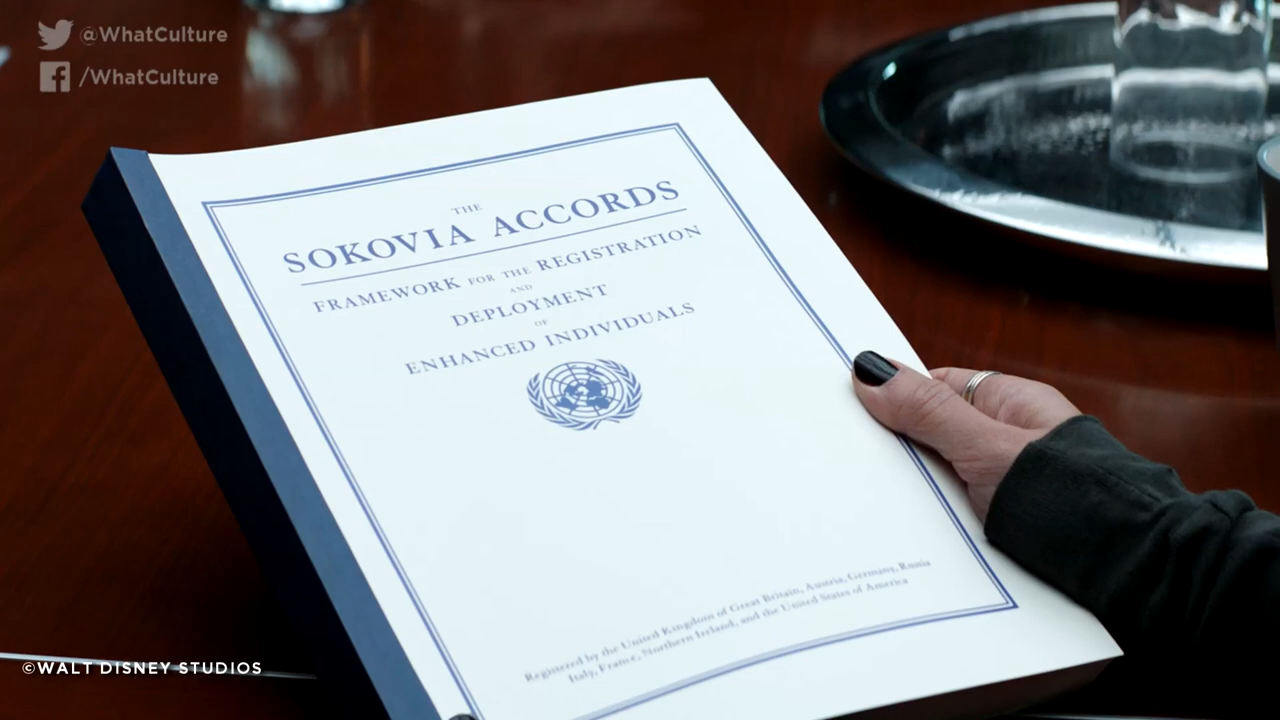 @WhatCulture
/WhatCulture
THE
SOKOVIA ACCORDS
FRAMEWORK FOR THE REGISTRATION
AND
DEPLOYMENT
OF
ENHANCED INDIVIDUALS
Registered by the United Kingdom of Great Britain, Austria, Germany, Russia
Italy, France, Northern Ireland, and the United States of America
©WALT DISNEY STUDIOS